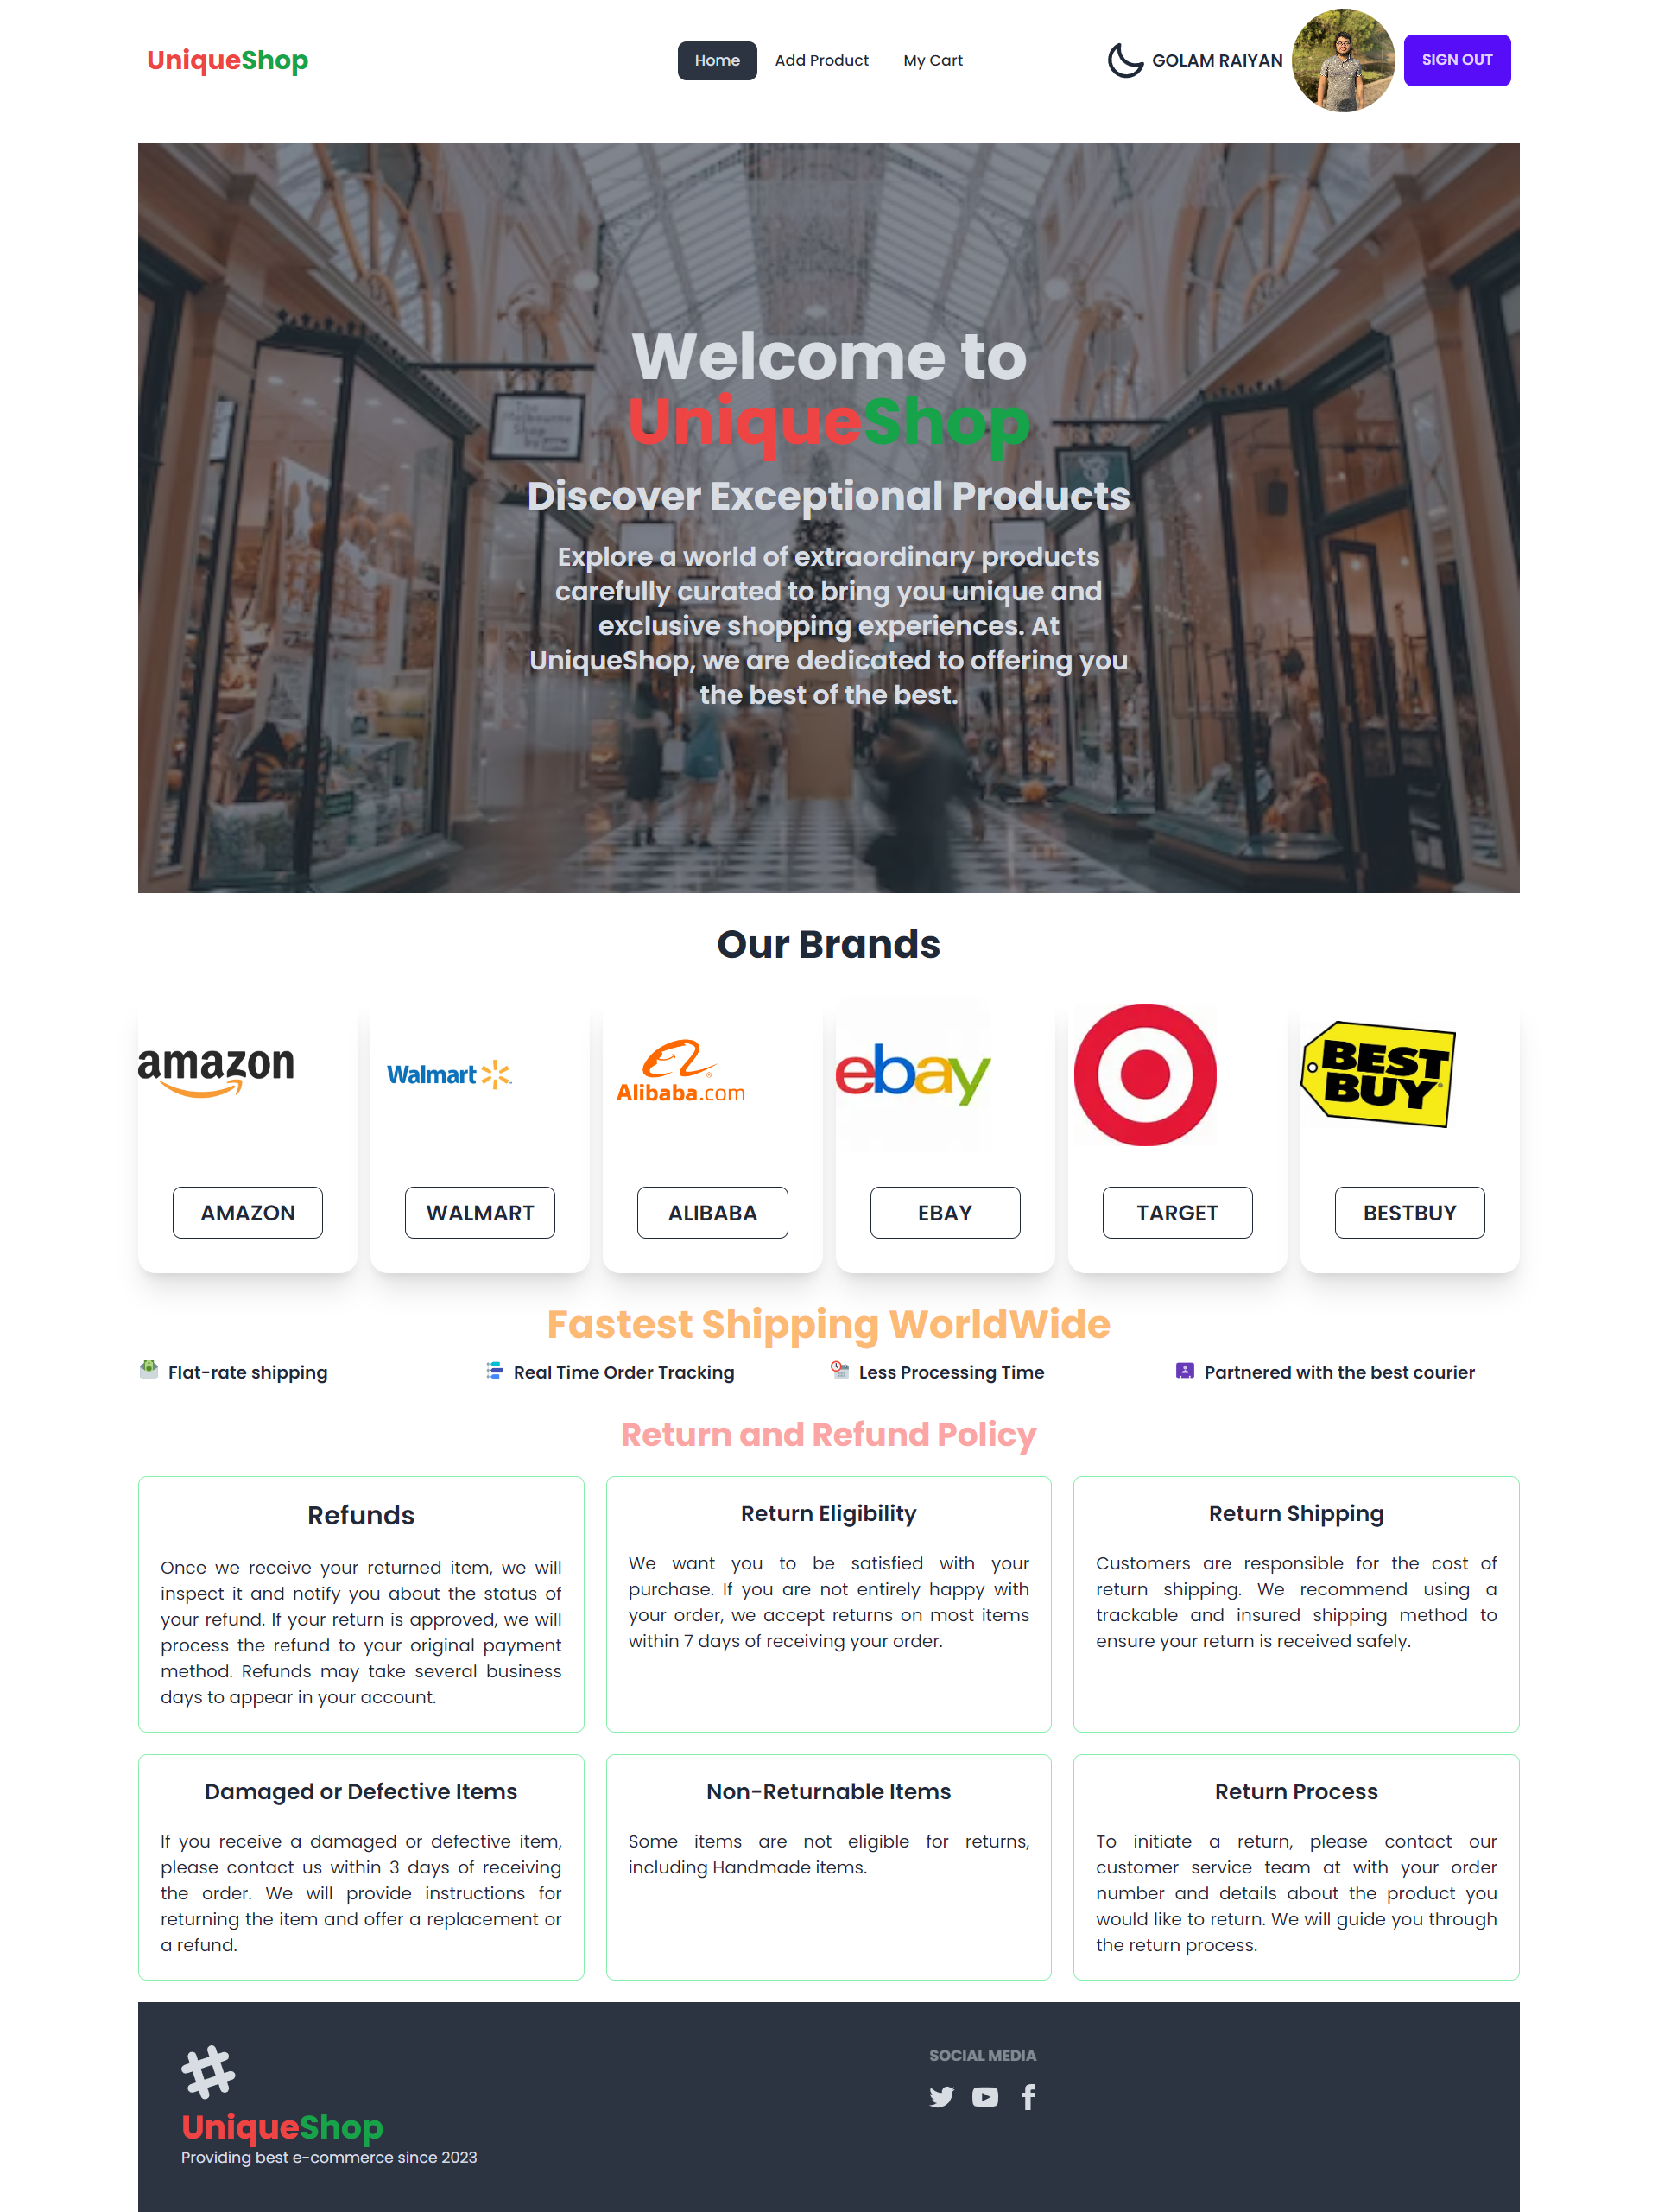 UniqueShop
Home
Add Product
My Cart
GOLAM RAIYAN
SIGN OUT
Welcome to
UniqueShop
Discover Exceptional Products
Explore a world of extraordinary products
carefully curated to bring you unique and
exclusive shopping experiences. At
UniqueShop, we are dedicated to offering you
the best of the best.
Our Brands
amazon
Walmart
Alibaba.com
ebay
BEST
BUY
AMAZON
WALMART
ALIBABA
EBAY
TARGET
BESTBUY
Fastest Shipping WorldWide
Flat-rate shipping
Real Time Order Tracking
Less Processing Time
Partnered with the best courier
Return and Refund Policy
Refunds
Once we receive your returned item, we will
inspect it and notify you about the status of
your refund. If your return is approved, we will
process the refund to your original payment
method. Refunds may take several business
days to appear in your account.
Return Eligibility
We want you to be satisfied with your
purchase. If you are not entirely happy with
your order, we accept returns on most items
within 7 days of receiving your order.
Return Shipping
Customers are responsible for the cost of
return shipping. We recommend using a
trackable and insured shipping method to
ensure your return is received safely.
Damaged or Defective Items
If you receive a damaged or defective item,
please contact us within 3 days of receiving
the order. We will provide instructions for
returning the item and offer a replacement or
a refund.
Non-Returnable Items
Some items are not eligible for returns,
including Handmade items.
Return Process
To initiate a return, please contact our
customer service team at with your order
number and details about the product you
would like to return. We will guide you through
the return process.
UniqueShop
Providing best e-commerce since 2023
SOCIAL MEDIA